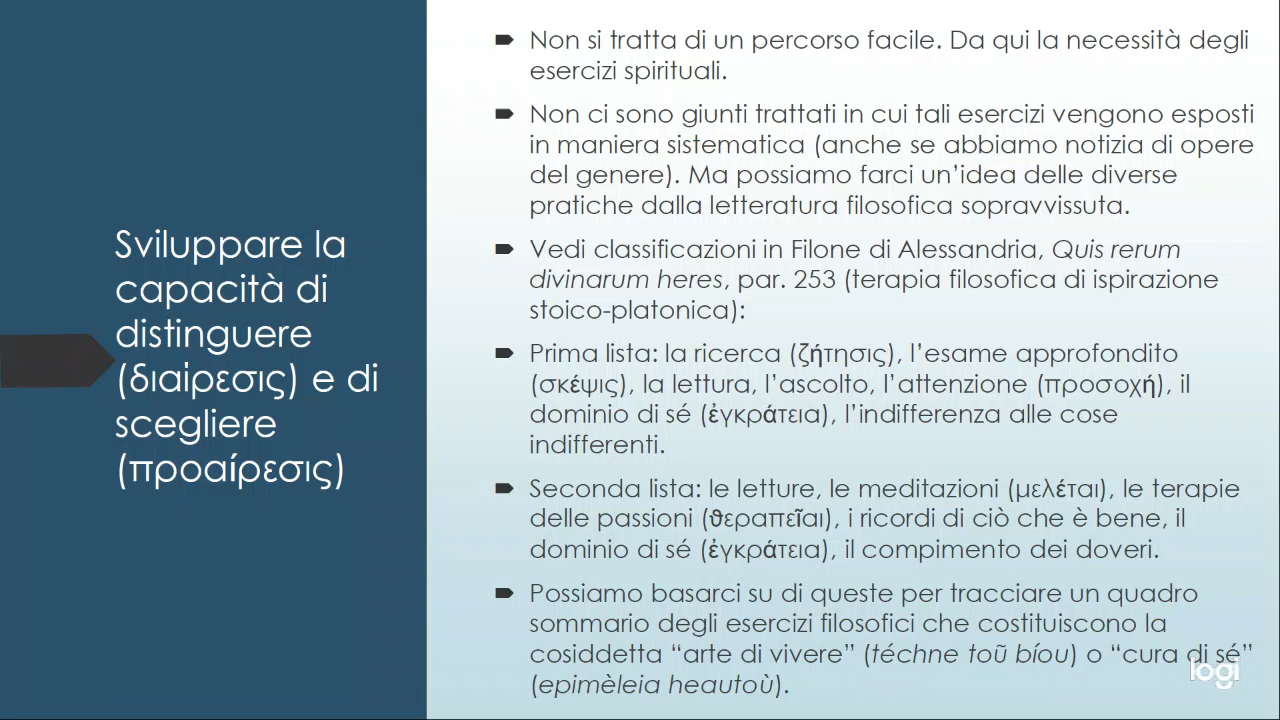 Sviluppare la
capacità di
distinguere
(διαίρεσις) e di
scegliere
(προαίρεσις)
Non si tratta di un percorso facile. Da qui la necessità degli
esercizi spirituali.
Non ci sono giunti trattati in cui tali esercizi vengono esposti
in maniera sistematica (anche se abbiamo notizia di opere
del genere). Ma possiamo farci un’idea delle diverse
pratiche dalla letteratura filosofica sopravvissuta.
Vedi classificazioni in Filone di Alessandria, Quis rerum
divinarum heres, par. 253 (terapia filosofica di ispirazione
stoico-platonica):
Prima lista: la ricerca (ζήτησις), l’esame approfondito
(σκέψις), la lettura, l’ascolto, l’attenzione (προσοχή), il
dominio di sé (ἐγκράτεια), l’indifferenza alle cose
indifferenti.
Seconda lista: le letture, le meditazioni (μελέται), le terapie
delle passioni (ϑεραπεῖαι), i ricordi di ciò che è bene, il
dominio di sé (ἐγκράτεια), il compimento dei doveri.
Possiamo basarci su di queste per tracciare un quadro
sommario degli esercizi filosofici che costituiscono la
cosiddetta “arte di vivere” (téchne toũ bíou) o “cura di sé”
(epimèleia heautoù).
logi